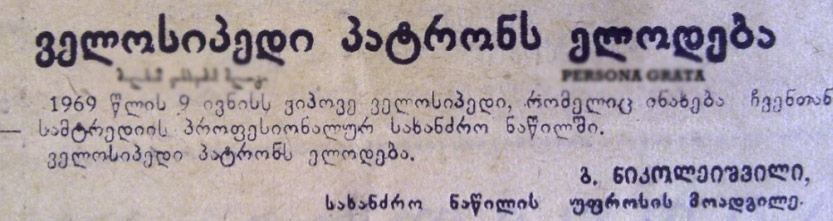 ველოსიპედი პატრონს ელოდება
PERSONA GRATA
1969 წლის 9 ივნისს ვიპოვე ველოსიპედი, რომელიც ინახება ჩვენთან
— სამტრედიის პროფესიონალურ სახანძრო ნაწილში.
ველოსიპედი პატრონს ელოდება.
გ. ნიკოლეიშვილი,
სახანძრო ნაწილის უფროსის მოადგილე.